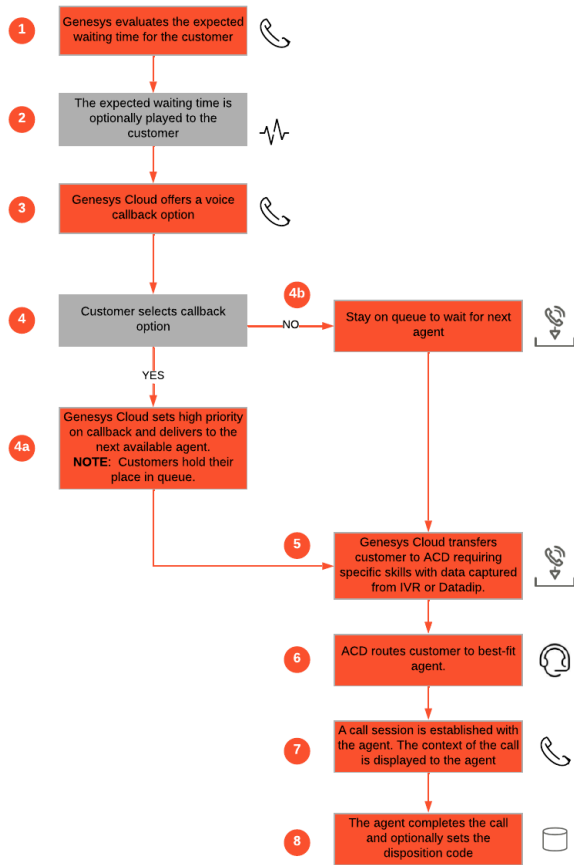 1
Genesys evaluates the expected
waiting time for the customer
2
The expected waiting time is
optionally played to the
customer
3
Genesys Cloud offers a voice
callback option
4
Customer selects callback
option
NO
4b
Stay on queue to wait for next
agent
YES
4a
Genesys Cloud sets high priority
on callback and delivers to the
next available agent.
NOTE: Customers hold their
place in queue.
5
Genesys Cloud transfers
customer to ACD requiring
specific skills with data captured
from IVR or Datadip.
6
ACD routes customer to best-fit
agent.
7
A call session is established with
the agent. The context of the call
is displayed to the agent
8
The agent completes the call
and optionally sets the
disposition code